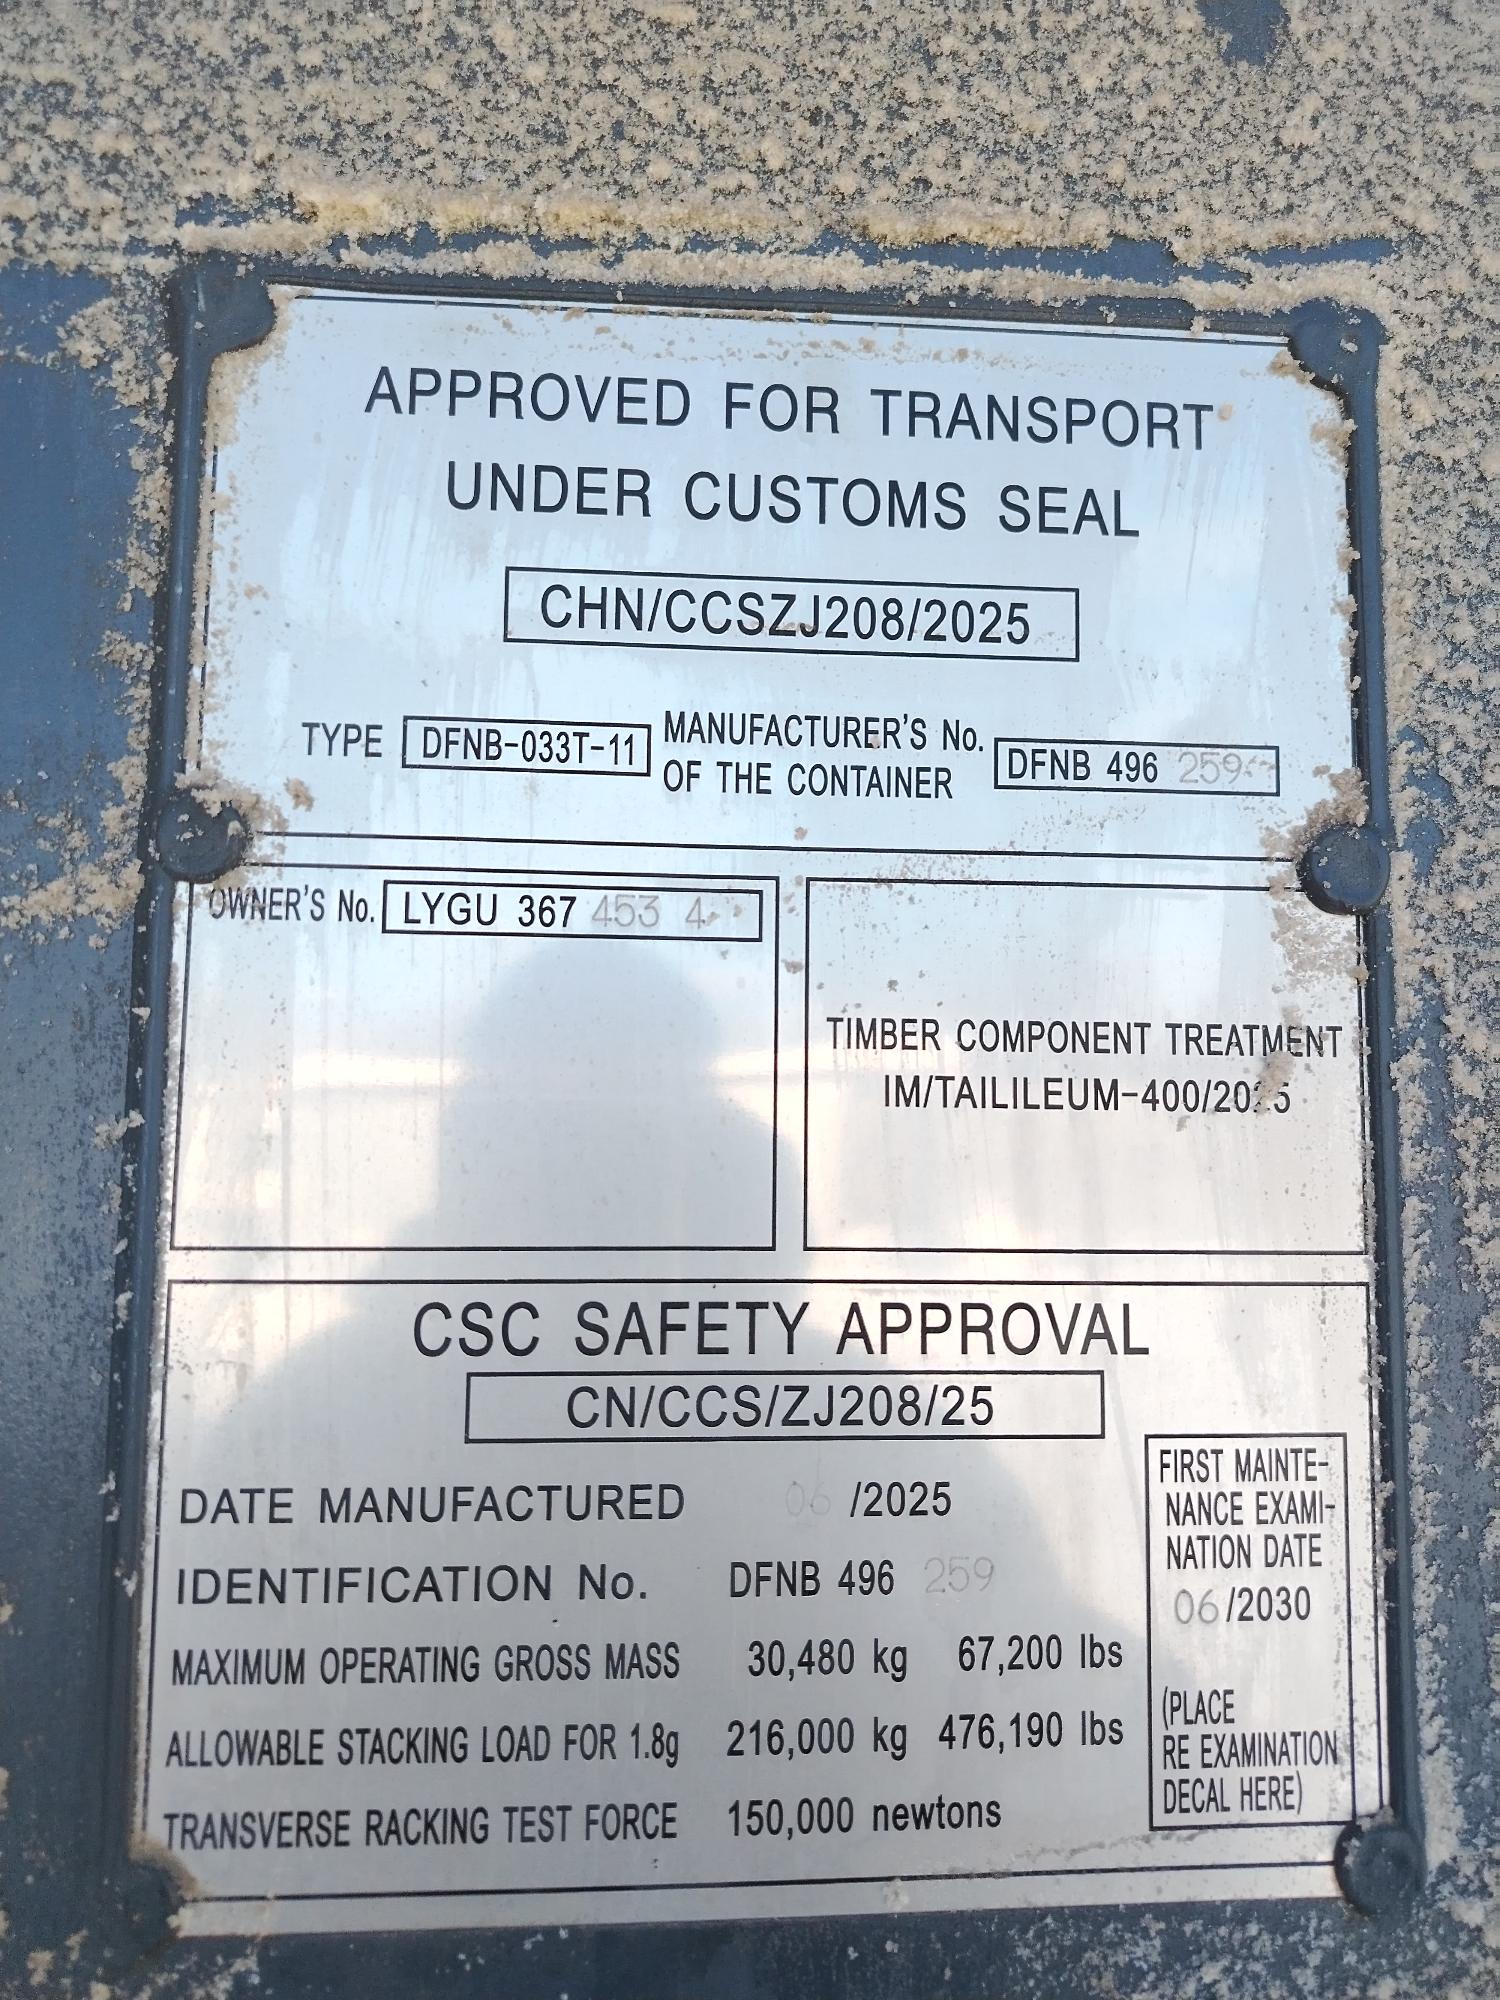 APPROVED FOR TRANSPORT
UNDER CUSTOMS SEAL
CHN/CCSZJ208/2025
TYPE DFNB-033T-11 MANUFACTURER'S No. OF THE CONTAINER DFNB 496 259
OWNER'S No. LYGU 367 453 4
TIMBER COMPONENT TREATMENT
IM/TAILILEUM-400/2025
CSC SAFETY APPROVAL
CN/CCS/ZJ208/25
DATE MANUFACTURED 06 /2025
IDENTIFICATION No. DFNB 496 259
MAXIMUM OPERATING GROSS MASS 30,480 kg 67,200 lbs
ALLOWABLE STACKING LOAD FOR 1.8g 216,000 kg 476,190 lbs
TRANSVERSE RACKING TEST FORCE 150,000 newtons
FIRST MAINTE-
NANCE EXAMI-
NATION DATE
06 /2030
(PLACE
RE EXAMINATION
DECAL HERE)